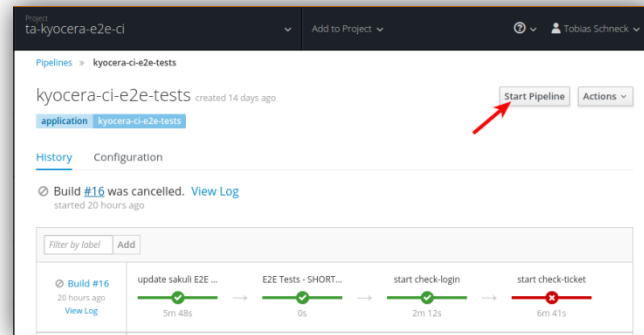 Project
ta-kyocera-e2e-ci
Add to Project
Tobias Schneck
Pipelines » kyocera-ci-e2e-tests
kyocera-ci-e2e-tests created 14 days ago
Start Pipeline
Actions
application kyocera-ci-e2e-tests
History Configuration
Build #16 was cancelled. View Log
started 20 hours ago
Filter by label Add
Build #16
20 hours ago
View Log
update sakuli E2E ...
5m 48s
E2E Tests - SHORT...
0s
start check-login
2m 12s
start check-ticket
6m 41s